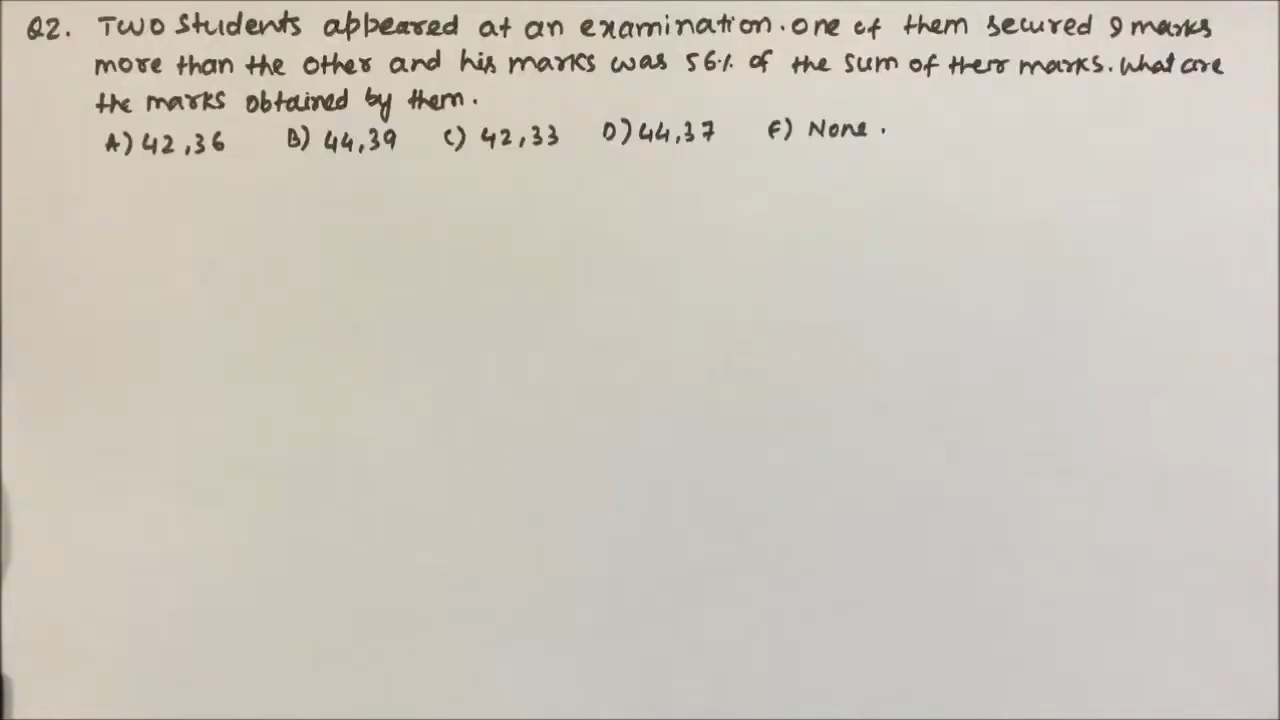 Q2. Two students appeared at an examination. one of them secured 9 marks
more than the other and his marks was 56% of the sum of their marks. What are
the marks obtained by them.
A) 42,36 B) 44,39 C) 42,33 D) 44,37 E) None.